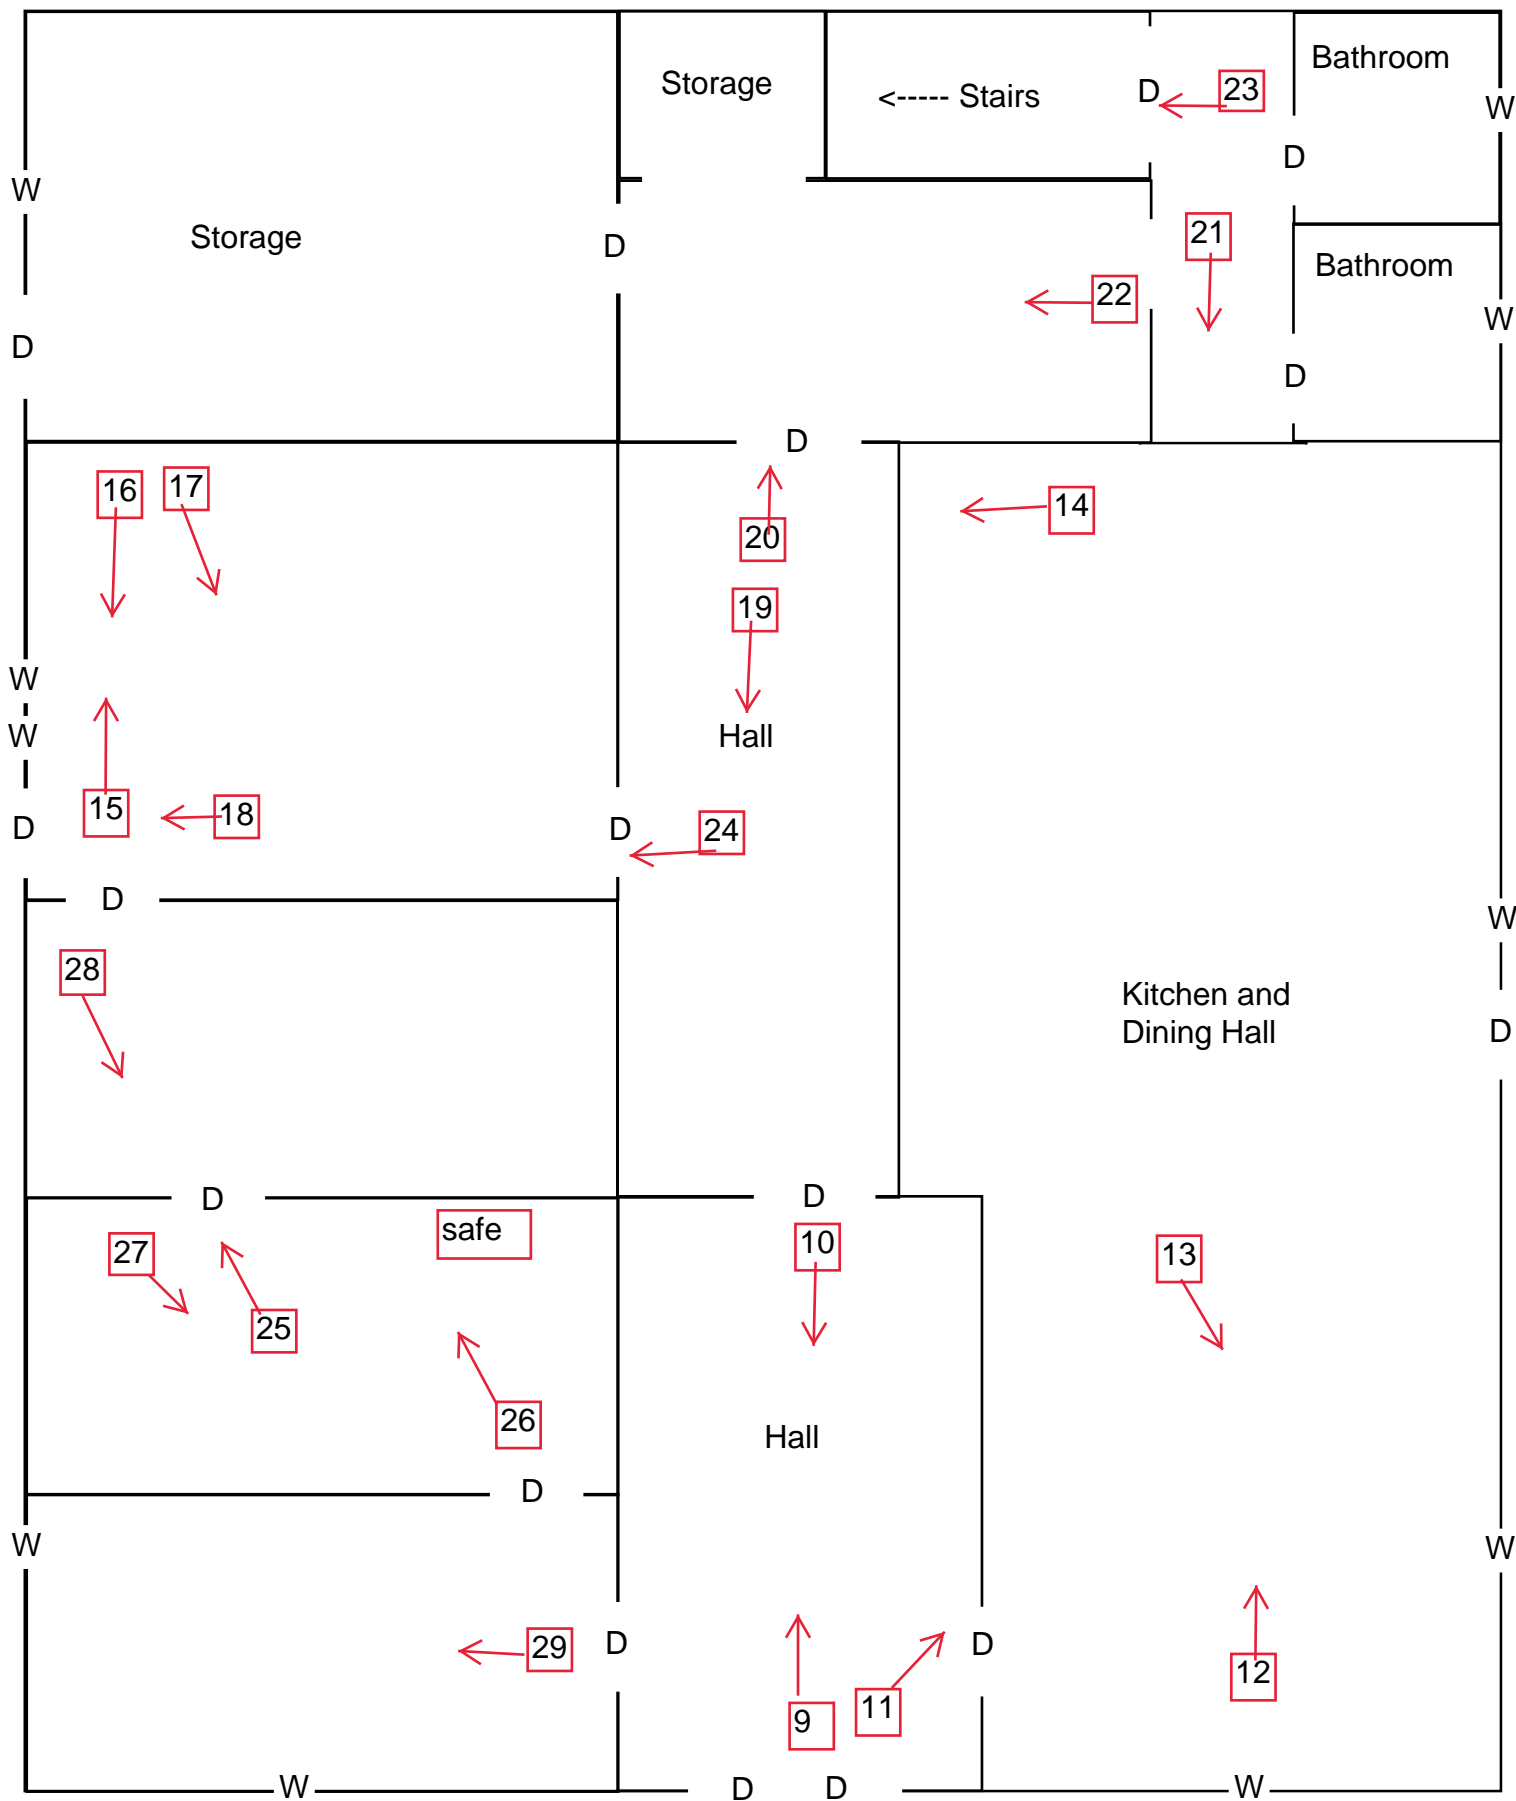 Bathroom
Storage
<----- Stairs
D
23
W
D
W
21
Storage
D
Bathroom
22
W
D
D
D
16
17
14
20
19
W
W
Hall
15
18
D
D
24
D
W
28
Kitchen and
Dining Hall
D
D
D
safe
10
27
13
25
26
Hall
D
W
W
29
D
D
12
11
9
W
D
D
W